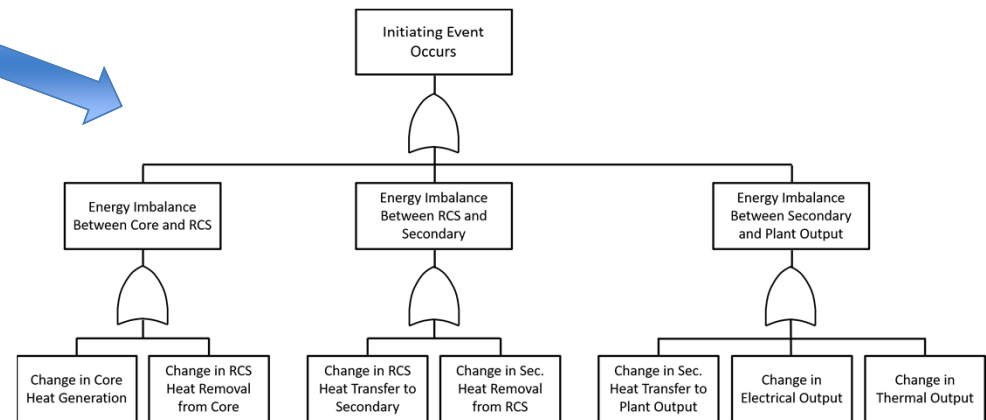 Initiating Event
Occurs
Energy Imbalance
Between Core and RCS
Energy Imbalance
Between RCS and
Secondary
Energy Imbalance
Between Secondary
and Plant Output
Change in Core
Heat Generation
Change in RCS
Heat Removal
from Core
Change in RCS
Heat Transfer to
Secondary
Change in Sec.
Heat Removal
from RCS
Change in Sec.
Heat Transfer to
Plant Output
Change in
Electrical Output
Change in
Thermal Output